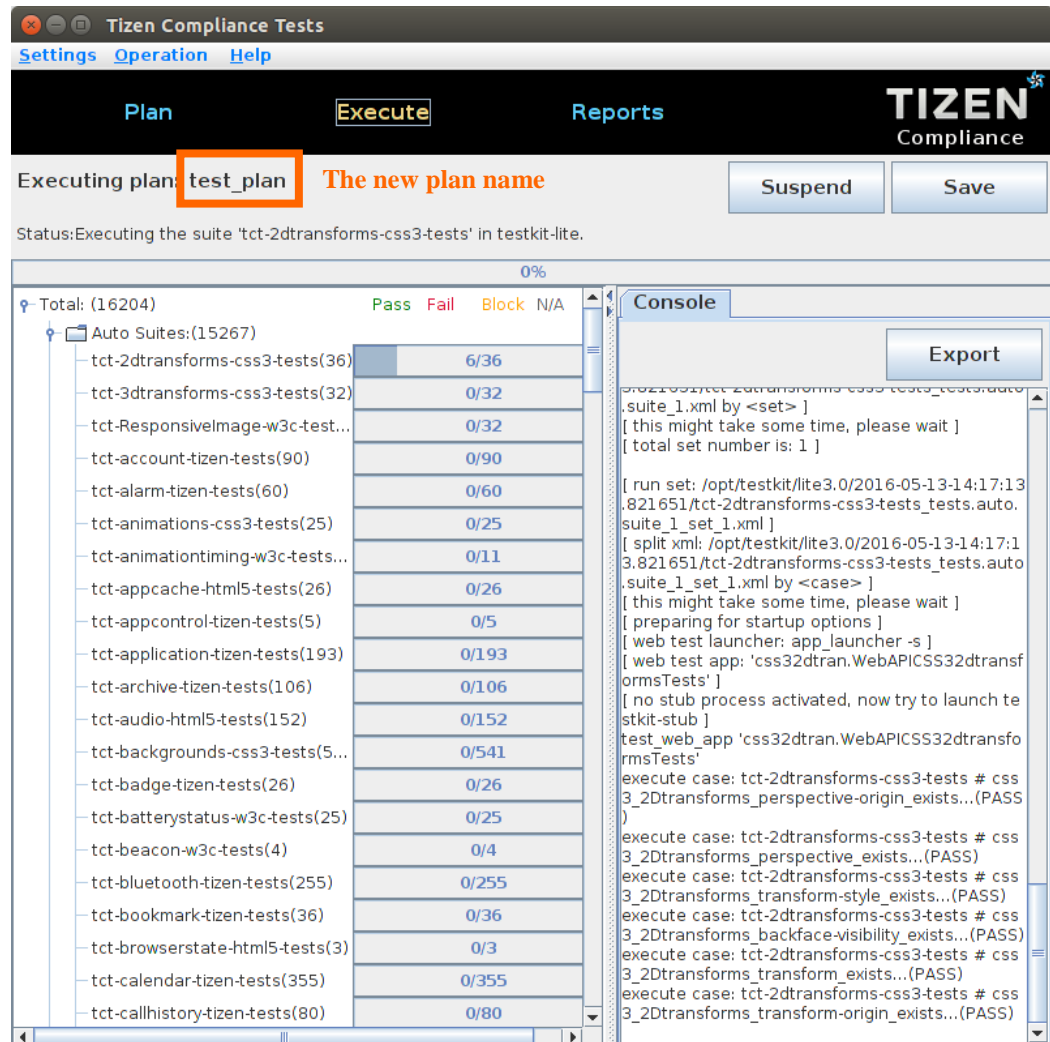 Tizen Compliance Tests
Settings Operation Help
Plan Execute Reports
TIZEN
Compliance
Executing plan: test_plan The new plan name Suspend Save
Status:Executing the suite 'tct-2dtransforms-css3-tests' in testkit-lite.
0%
Total: (16204) Pass Fail Block N/A
Auto Suites:(15267)
tct-2dtransforms-css3-tests(36) 6/36
tct-3dtransforms-css3-tests(32) 0/32
tct-ResponsiveImage-w3c-test... 0/32
tct-account-tizen-tests(90) 0/90
tct-alarm-tizen-tests(60) 0/60
tct-animations-css3-tests(25) 0/25
tct-animationtiming-w3c-tests... 0/11
tct-appcache-html5-tests(26) 0/26
tct-appcontrol-tizen-tests(5) 0/5
tct-application-tizen-tests(193) 0/193
tct-archive-tizen-tests(106) 0/106
tct-audio-html5-tests(152) 0/152
tct-backgrounds-css3-tests(5... 0/541
tct-badge-tizen-tests(26) 0/26
tct-batterystatus-w3c-tests(25) 0/25
tct-beacon-w3c-tests(4) 0/4
tct-bluetooth-tizen-tests(255) 0/255
tct-bookmark-tizen-tests(36) 0/36
tct-browserstate-html5-tests(3) 0/3
tct-calendar-tizen-tests(355) 0/355
tct-callhistory-tizen-tests(80) 0/80
Console
Export
3.821651/tct-2dtransforms-css3-tests_tests.auto
.suite_1.xml by <set> ]
[ this might take some time, please wait ]
[ total set number is: 1 ]
[ run set: /opt/testkit/lite3.0/2016-05-13-14:17:13
.821651/tct-2dtransforms-css3-tests_tests.auto.
suite_1_set_1.xml ]
[ split xml: /opt/testkit/lite3.0/2016-05-13-14:17:1
3.821651/tct-2dtransforms-css3-tests_tests.auto
.suite_1_set_1.xml by <case> ]
[ this might take some time, please wait ]
[ preparing for startup options ]
[ web test launcher: app_launcher -s ]
[ web test app: 'css32dtran.WebAPICSS32dtransf
ormsTests' ]
[ no stub process activated, now try to launch te
stkit-stub ]
test_web_app 'css32dtran.WebAPICSS32dtransfo
rmsTests'
execute case: tct-2dtransforms-css3-tests # css
3_2Dtransforms_perspective-origin_exists...(PASS
)
execute case: tct-2dtransforms-css3-tests # css
3_2Dtransforms_perspective_exists...(PASS)
execute case: tct-2dtransforms-css3-tests # css
3_2Dtransforms_transform-style_exists...(PASS)
execute case: tct-2dtransforms-css3-tests # css
3_2Dtransforms_backface-visibility_exists...(PASS)
execute case: tct-2dtransforms-css3-tests # css
3_2Dtransforms_transform_exists...(PASS)
execute case: tct-2dtransforms-css3-tests # css
3_2Dtransforms_transform-origin_exists...(PASS)